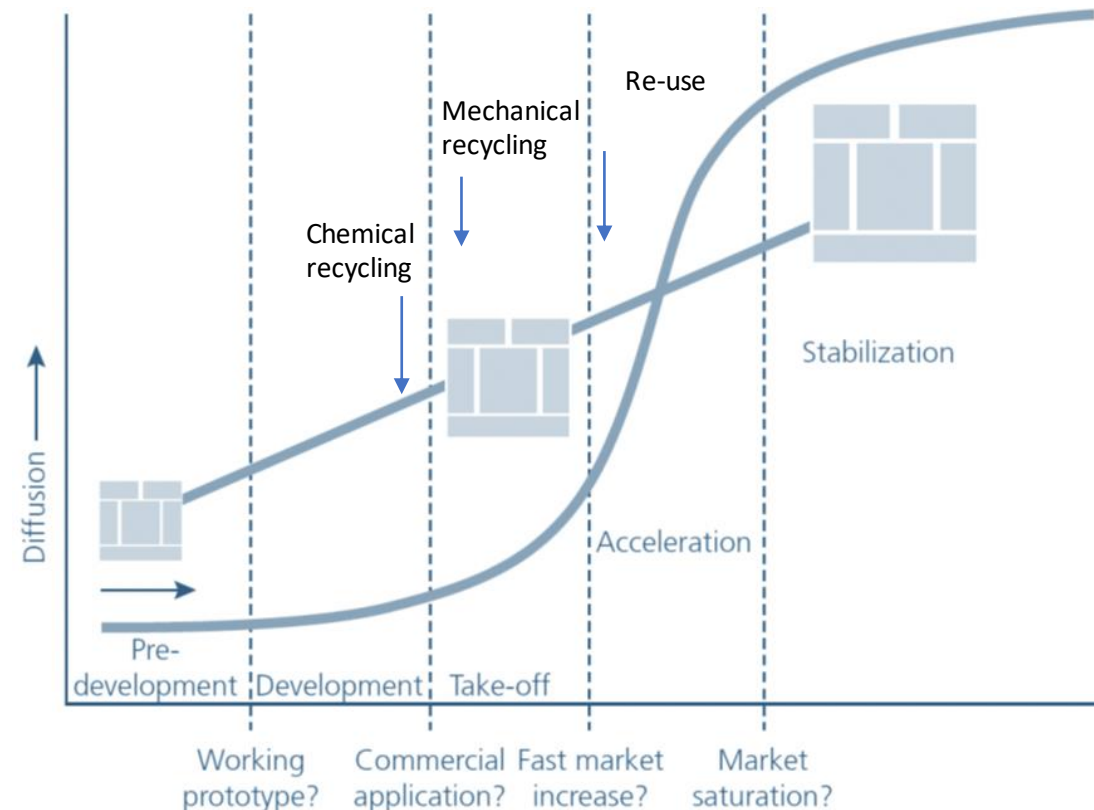 Re-use
Mechanical
recycling
Chemical
recycling
Diffusion
Stabilization
Acceleration
Pre-
development
Development
Take-off
Working
prototype?
Commercial
application?
Fast market
increase?
Market
saturation?